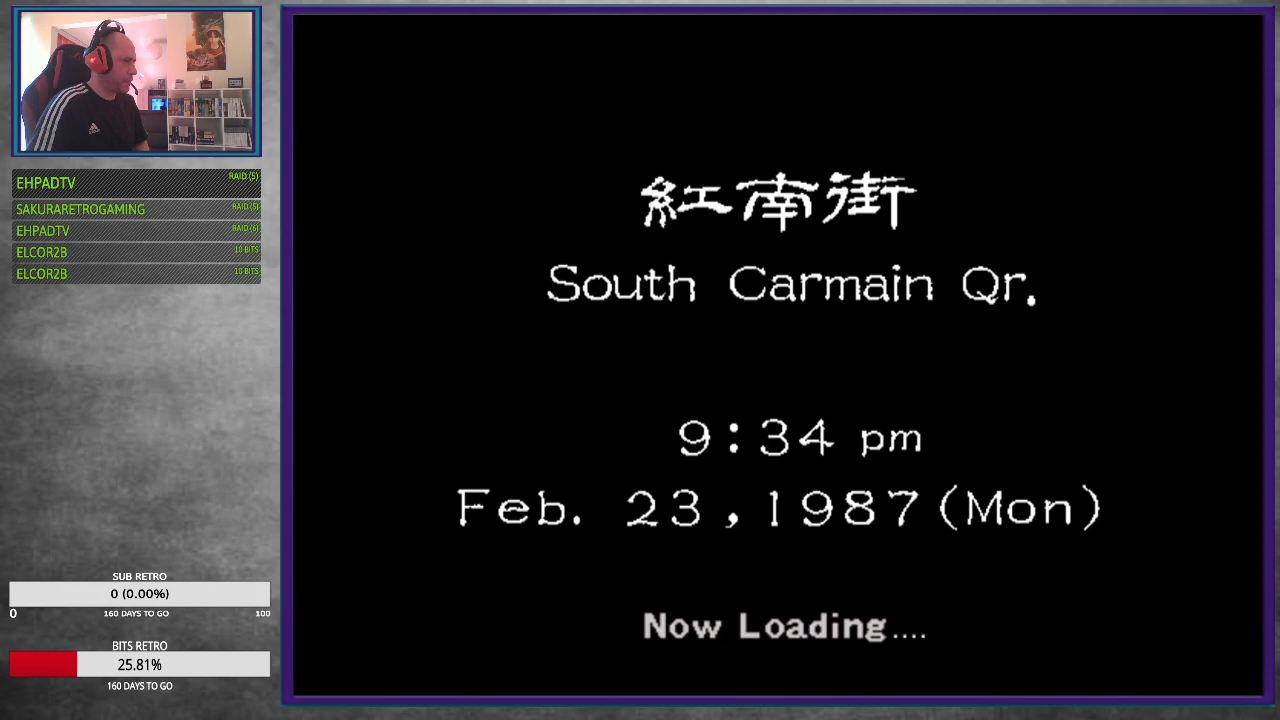 EHPADTV RAID (5)
SAKURARETROGAMING RAID (5)
EHPADTV RAID (6)
ELCOR2B 10 BITS
ELCOR2B 10 BITS
紅南街
South Carmain Qr.
9:34 pm
Feb. 23, 1987 (Mon)
Now Loading....
SUB RETRO
0 (0.00%)
0 160 DAYS TO GO 100
BITS RETRO
25.81%
160 DAYS TO GO